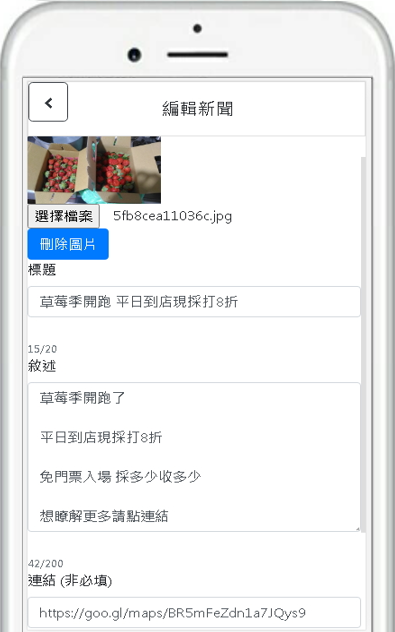 編輯新聞
選擇檔案 5fb8cea11036c.jpg
刪除圖片
標題
草莓季開跑 平日到店現採打8折
15/20
敘述
草莓季開跑了
平日到店現採打8折
免門票入場 採多少收多少
想瞭解更多請點連結
42/200
連結 (非必填)
https://goo.gl/maps/BR5mFeZdn1a7JQys9